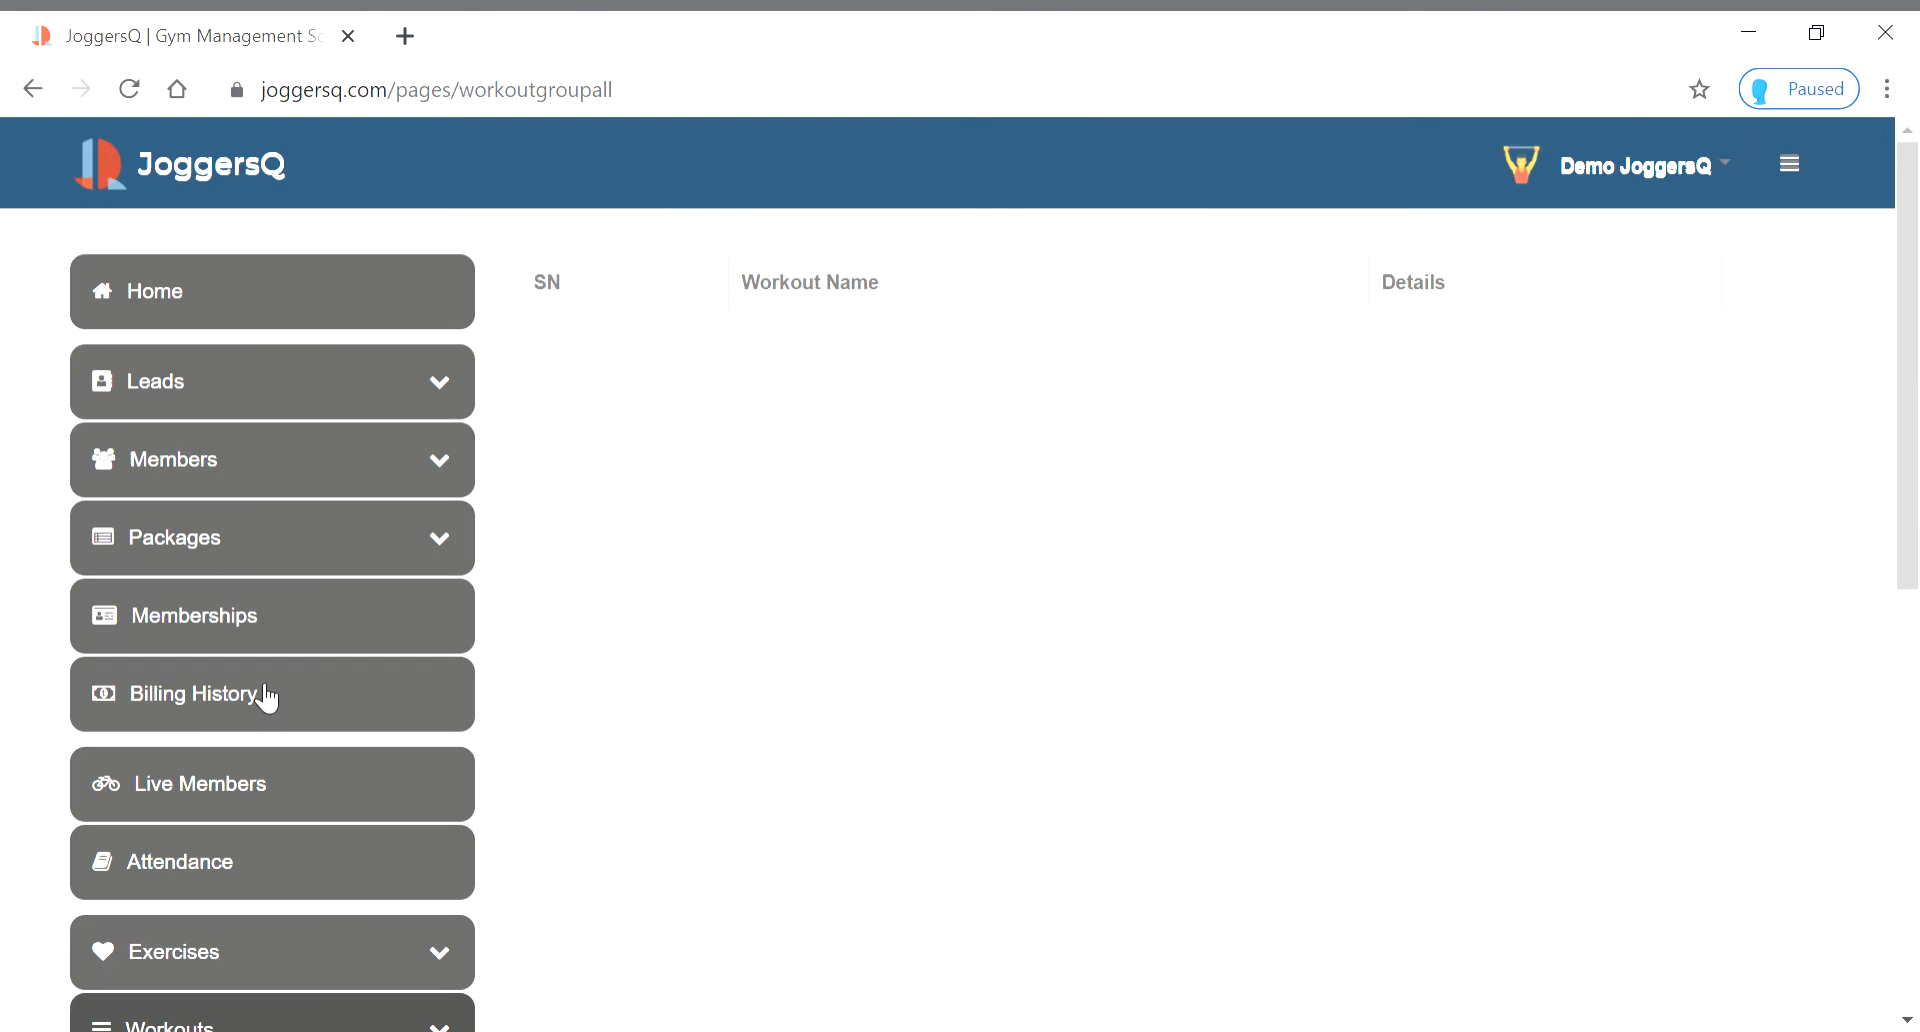 JoggersQ | Gym Management Sc
joggersq.com/pages/workoutgroupall
Paused
JoggersQ
Demo JoggersQ
Home
SN
Workout Name
Details
Leads
Members
Packages
Memberships
Billing History
Live Members
Attendance
Exercises
Workouts